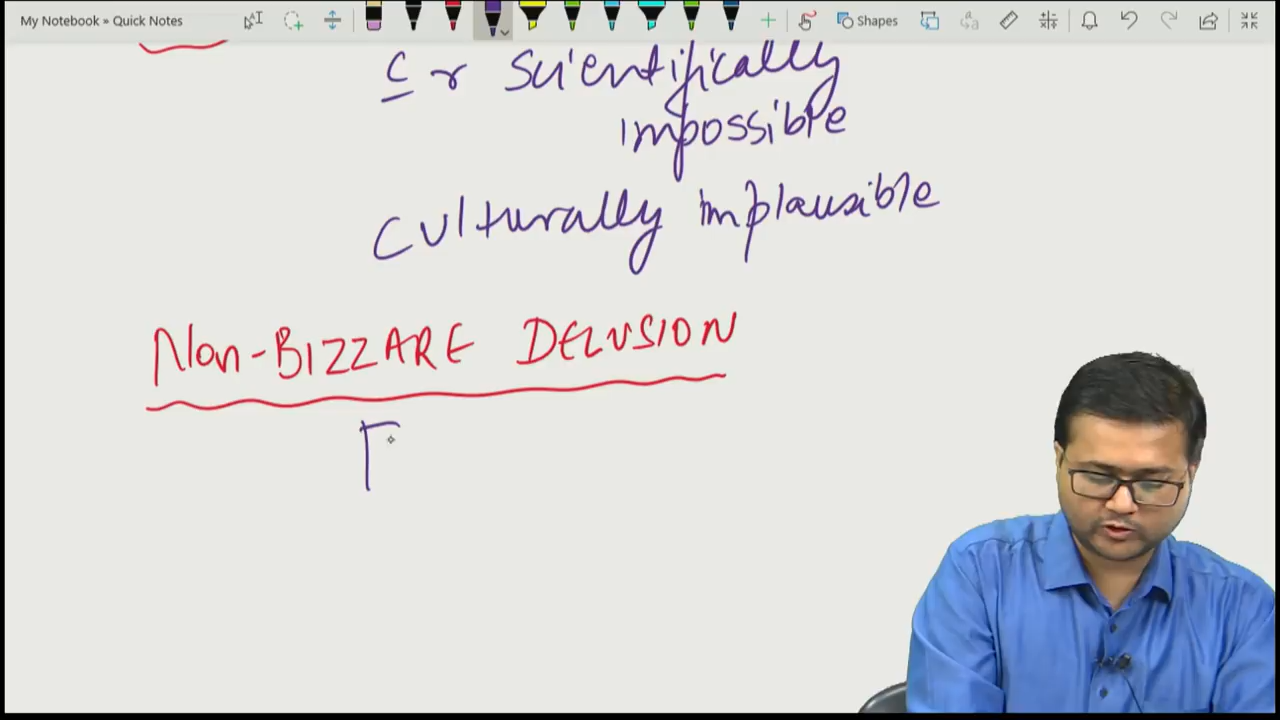 My Notebook » Quick Notes
Shapes
c r scientifically
impossible
culturally implausible
Non-BIZZARE DELUSION